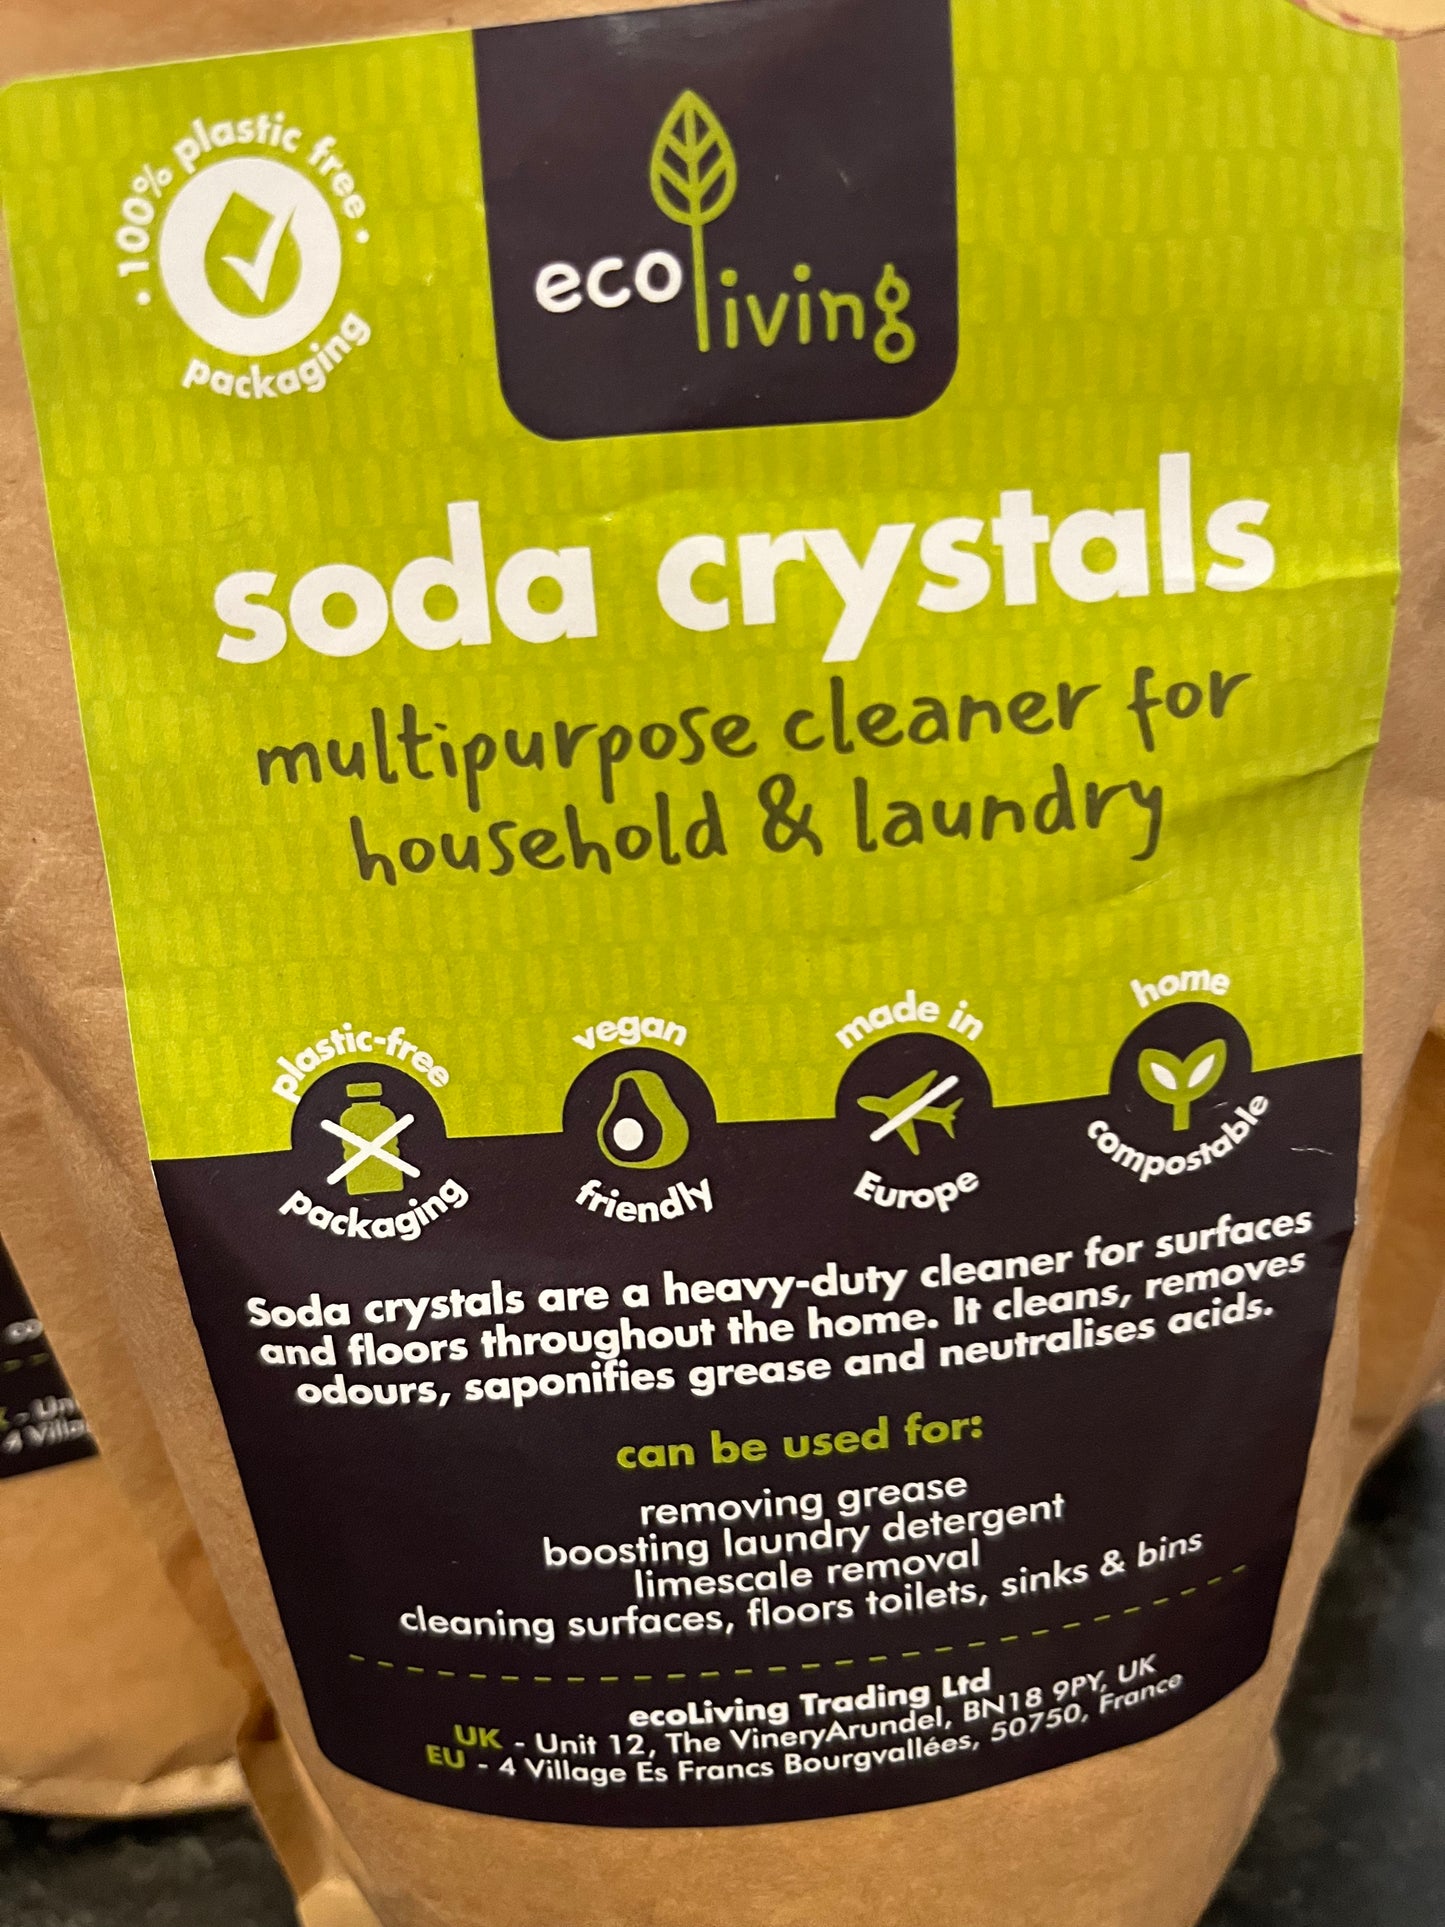 100% plastic free
packaging
eco living
soda crystals
multipurpose cleaner for
household & laundry
plastic-free
packaging
vegan
friendly
made in
Europe
home
compostable
Soda crystals are a heavy-duty cleaner for surfaces
and floors throughout the home. It cleans, removes
odours, saponifies grease and neutralises acids.
can be used for:
removing grease
boosting laundry detergent
limescale removal
cleaning surfaces, floors toilets, sinks & bins
ecoLiving Trading Ltd
UK - Unit 12, The VineryArundel, BN18 9PY, UK
EU - 4 Village Es Francs Bourgvallées, 50750, France